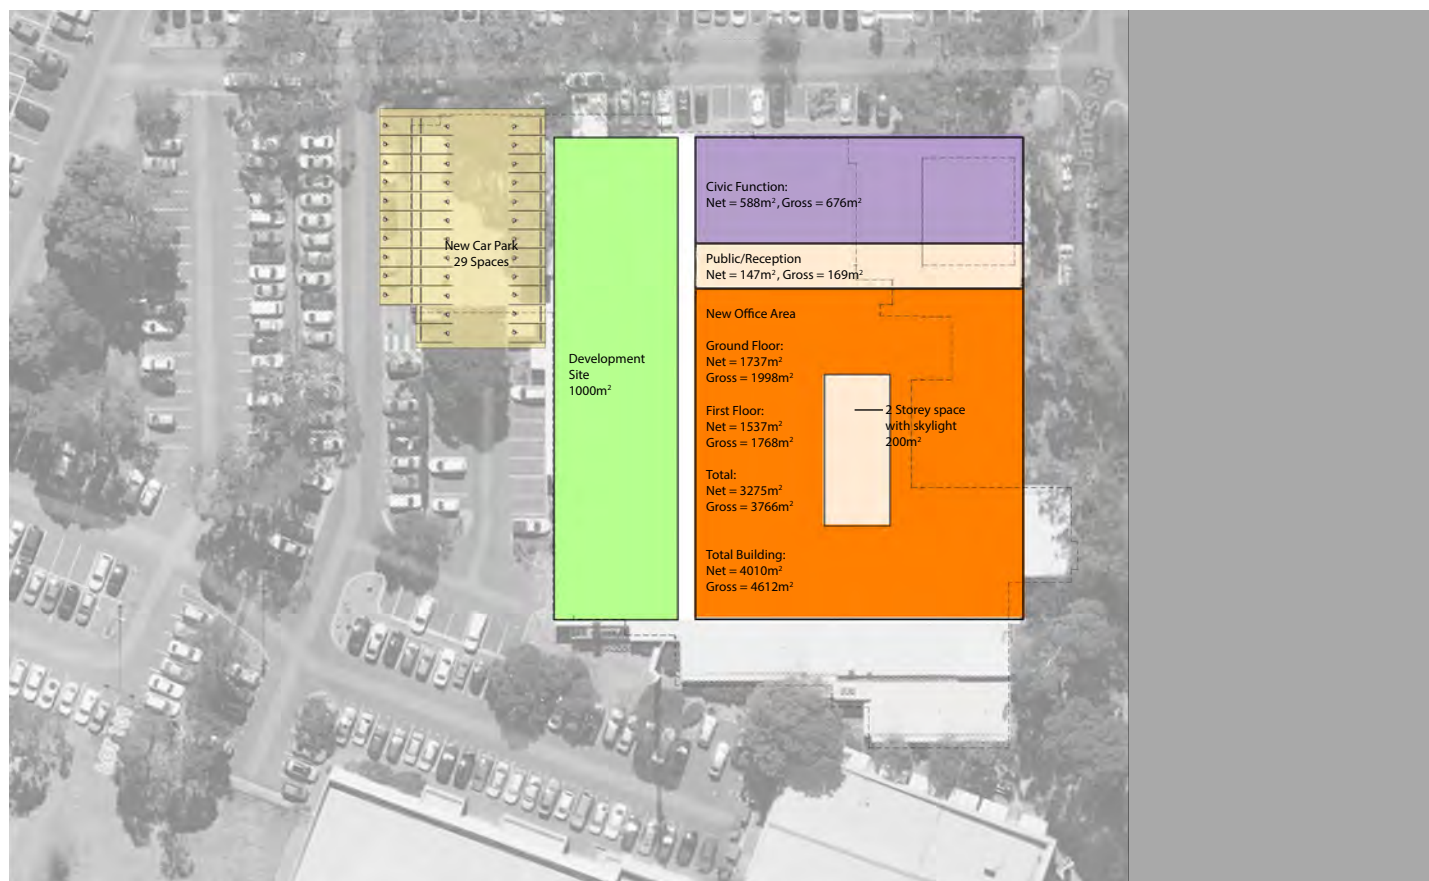 New Car Park
29 Spaces
Development
Site
1000m²
Civic Function:
Net = 588m², Gross = 676m²
Public/Reception
Net = 147m², Gross = 169m²
New Office Area
Ground Floor:
Net = 1737m²
Gross = 1998m²
First Floor:
Net = 1537m²
Gross = 1768m²
2 Storey space
with skylight
200m²
Total:
Net = 3275m²
Gross = 3766m²
Total Building:
Net = 4010m²
Gross = 4612m²